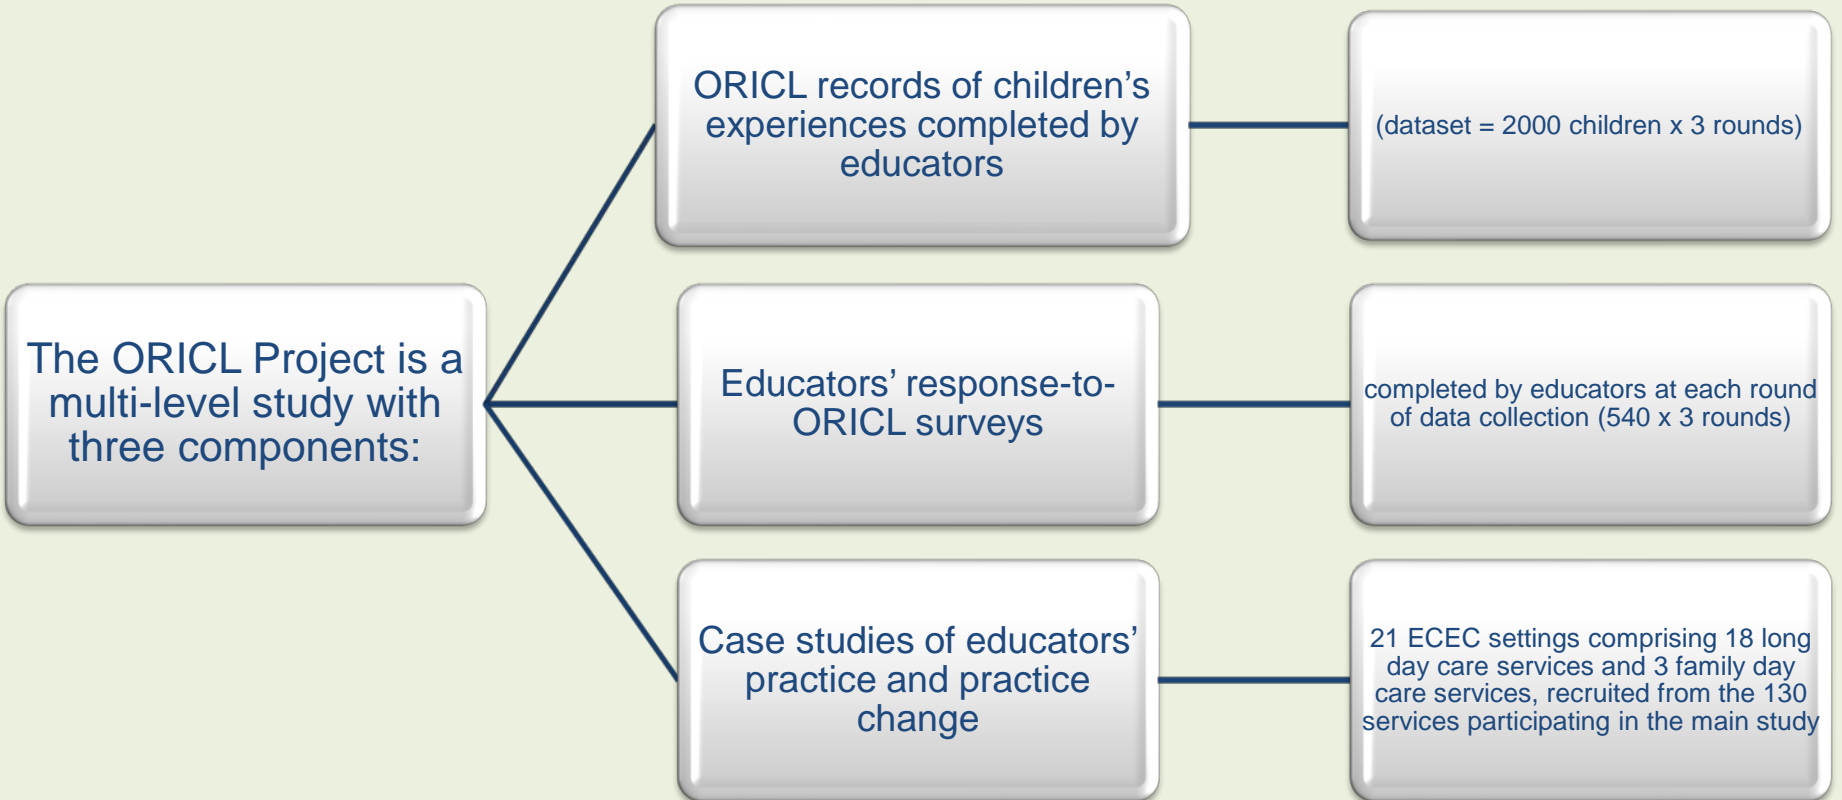 The ORICL Project is a
multi-level study with
three components:
ORICL records of children’s
experiences completed by
educators
(dataset = 2000 children x 3 rounds)
Educators’ response-to-
ORICL surveys
completed by educators at each round
of data collection (540 x 3 rounds)
Case studies of educators’
practice and practice
change
21 ECEC settings comprising 18 long
day care services and 3 family day
care services, recruited from the 130
services participating in the main study